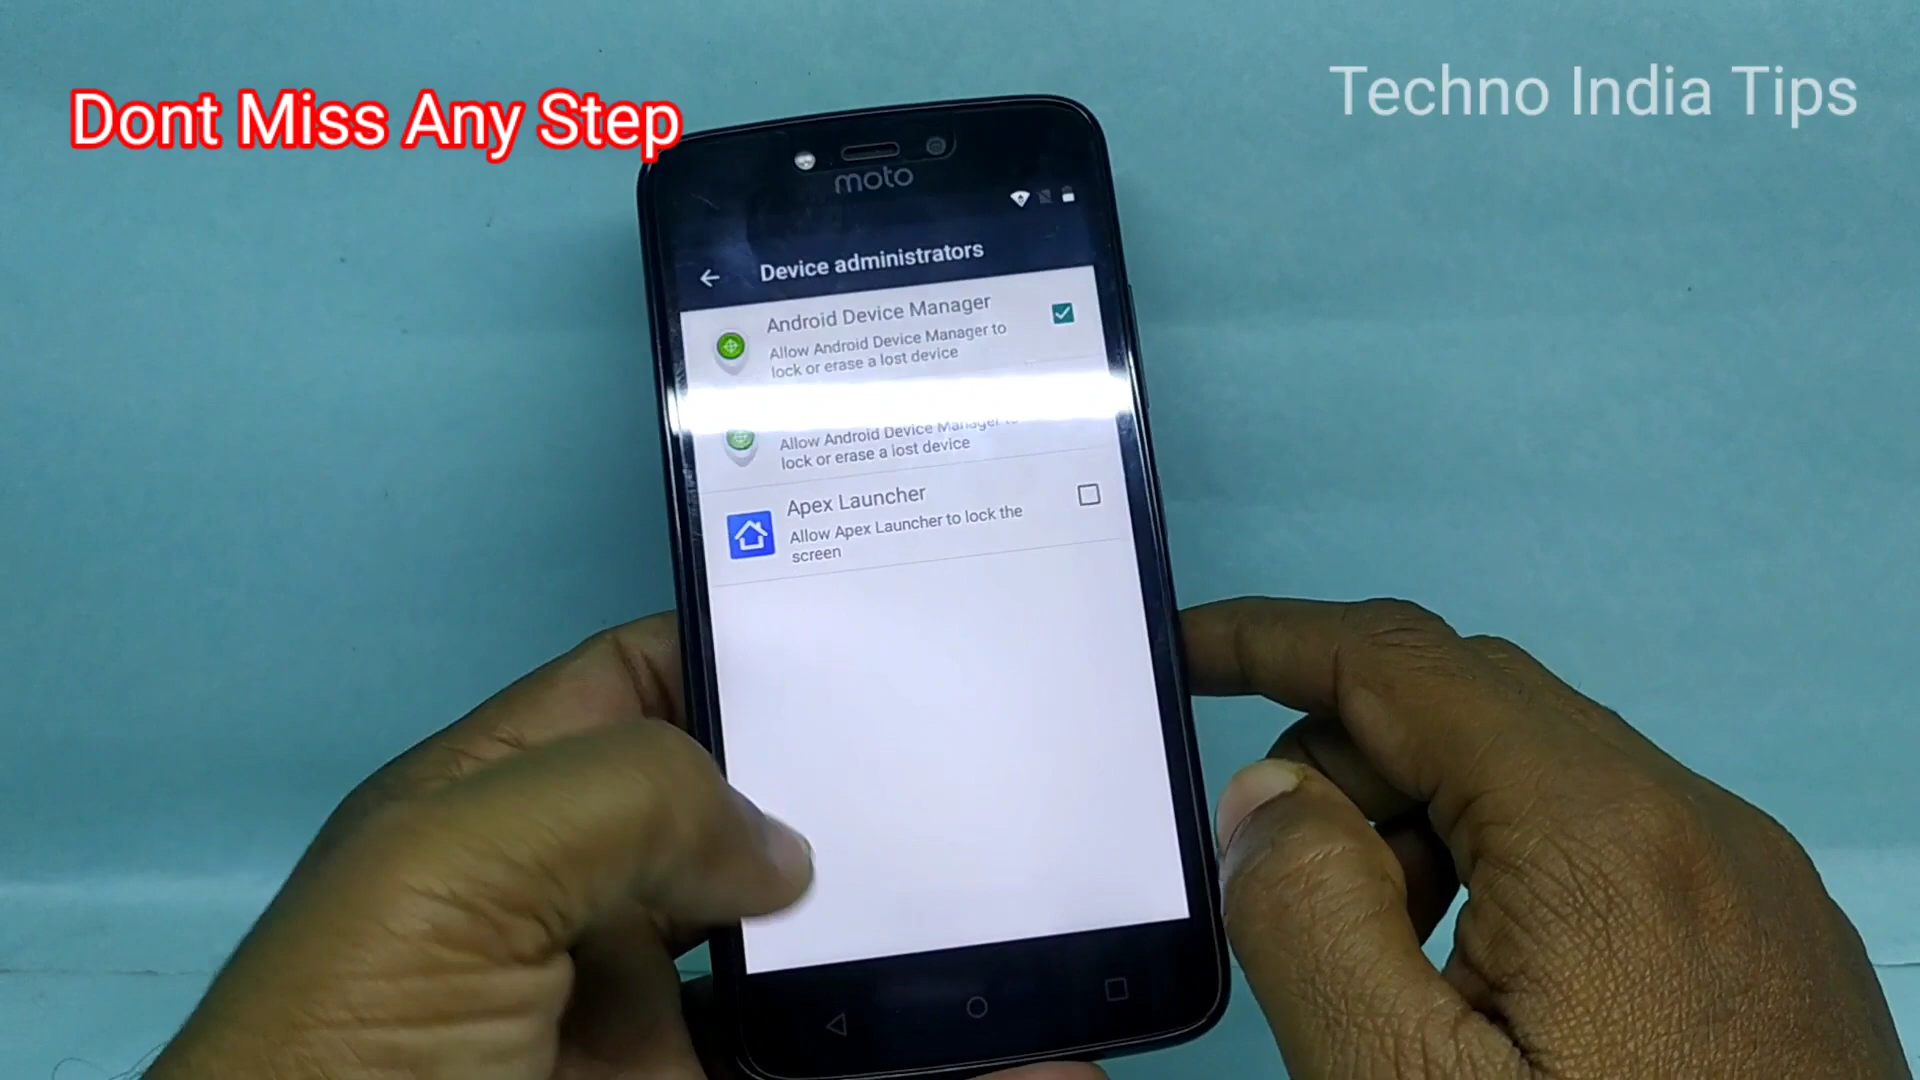 Dont Miss Any Step
Techno India Tips
moto
Device administrators
Android Device Manager
Allow Android Device Manager to
lock or erase a lost device
Allow Android Device Manager to
lock or erase a lost device
Apex Launcher
Allow Apex Launcher to lock the
screen